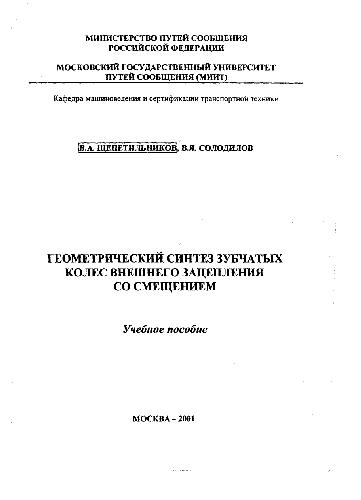 МИНИСТЕРСТВО ПУТЕЙ СООБЩЕНИЯ
РОССИЙСКОЙ ФЕДЕРАЦИИ
МОСКОВСКИЙ ГОСУДАРСТВЕННЫЙ УНИВЕРСИТЕТ
ПУТЕЙ СООБЩЕНИЯ (МИИТ)
Кафедра машиноведения и сертификации транспортной техники
В.А. ЩЕПЕТИЛЬНИКОВ, В.Я. СОЛОДИЛОВ
ГЕОМЕТРИЧЕСКИЙ СИНТЕЗ ЗУБЧАТЫХ
КОЛЕС ВНЕШНЕГО ЗАЦЕПЛЕНИЯ
СО СМЕЩЕНИЕМ
Учебное пособие
МОСКВА – 2001